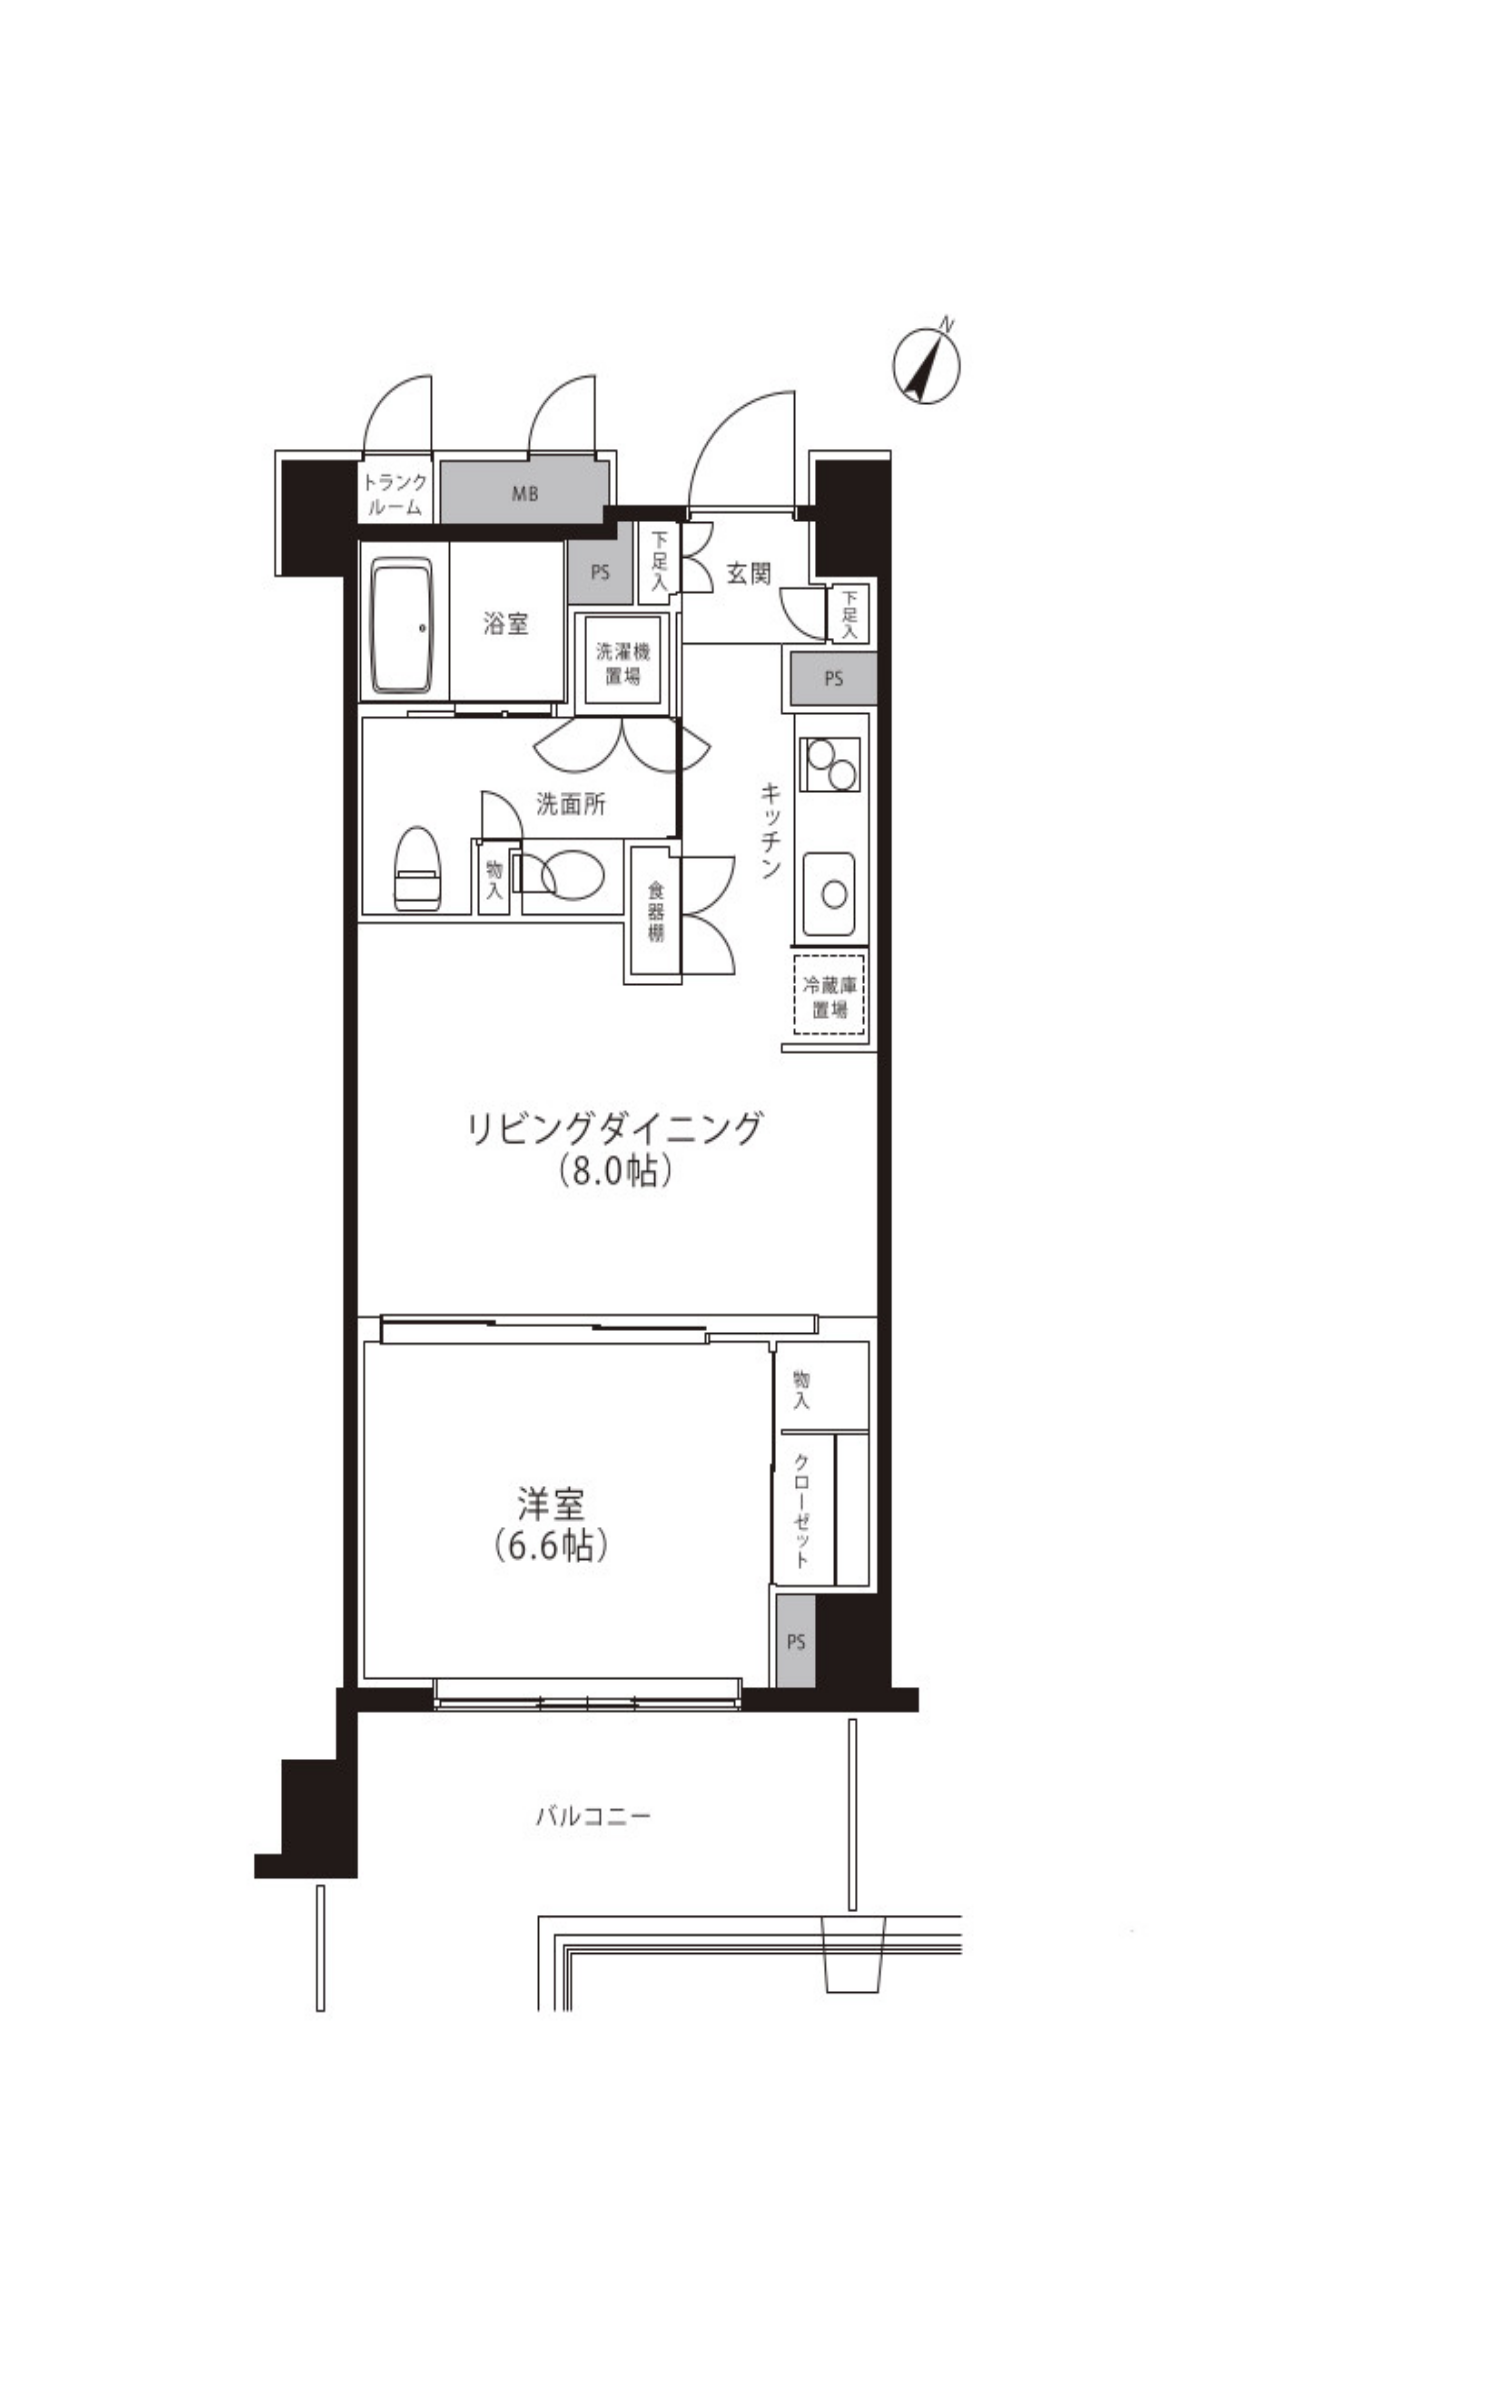 N
トランク
ルーム
MB
PS
下足入
玄関
下足入
浴室
洗濯機
置場
PS
キッチン
洗面所
物入
食器棚
冷蔵庫
置場
リビングダイニング
(8.0帖)
物入
クローゼット
洋室
(6.6帖)
PS
バルコニー